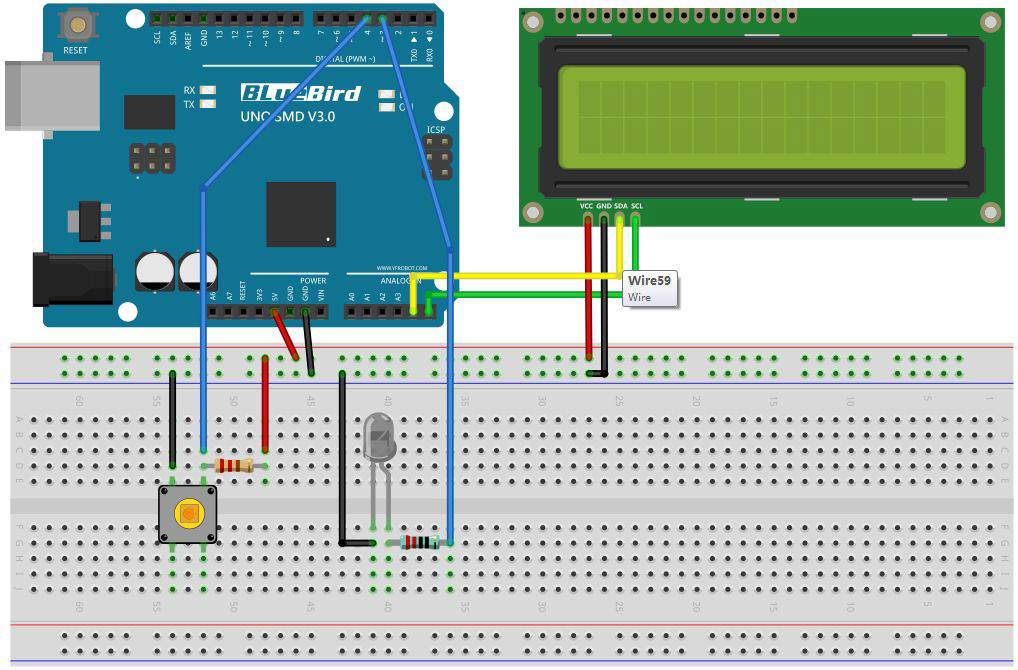 RESET
SCL
SDA
AREF
GND
13
12
~11
~10
~9
8
7
~6
4
~3
2
TX0 ▶1
RX0 ◀0
DIGITAL (PWM ~)
RX
TX
BLUEBird
UNO SMD V3.0
ICSP
WWW.YFROBOT.COM
POWER
ANALOG
A6
A7
RESET
3V3
5V
GND
GND
VIN
A0
A1
A2
A3
VCC GND SDA SCL
Wire59
Wire
60 55 50 45 40 35 30 25 20 15 10 5 1
A
B
C
D
E
F
G
H
I
J
60 55 50 45 40 35 30 25 20 15 10 5 1